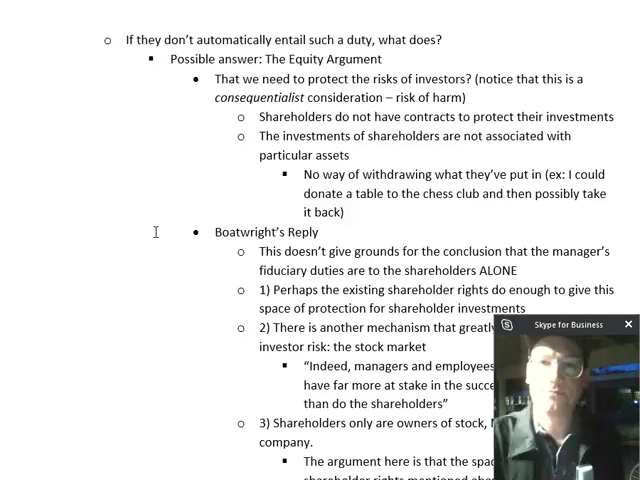 o If they don't automatically entail such a duty, what does?
▪ Possible answer: The Equity Argument
• That we need to protect the risks of investors? (notice that this is a
consequentialist consideration – risk of harm)
o Shareholders do not have contracts to protect their investments
o The investments of shareholders are not associated with
particular assets
▪ No way of withdrawing what they've put in (ex: I could
donate a table to the chess club and then possibly take
it back)
• Boatwright's Reply
o This doesn't give grounds for the conclusion that the manager's
fiduciary duties are to the shareholders ALONE
o 1) Perhaps the existing shareholder rights do enough to give this
space of protection for shareholder investments
o 2) There is another mechanism that greatly
investor risk: the stock market
▪ "Indeed, managers and employees
have far more at stake in the
than do the shareholders"
o 3) Shareholders only are owners of stock,
company.
▪ The argument here is that the
shareholder rights mentioned
Skype for Business